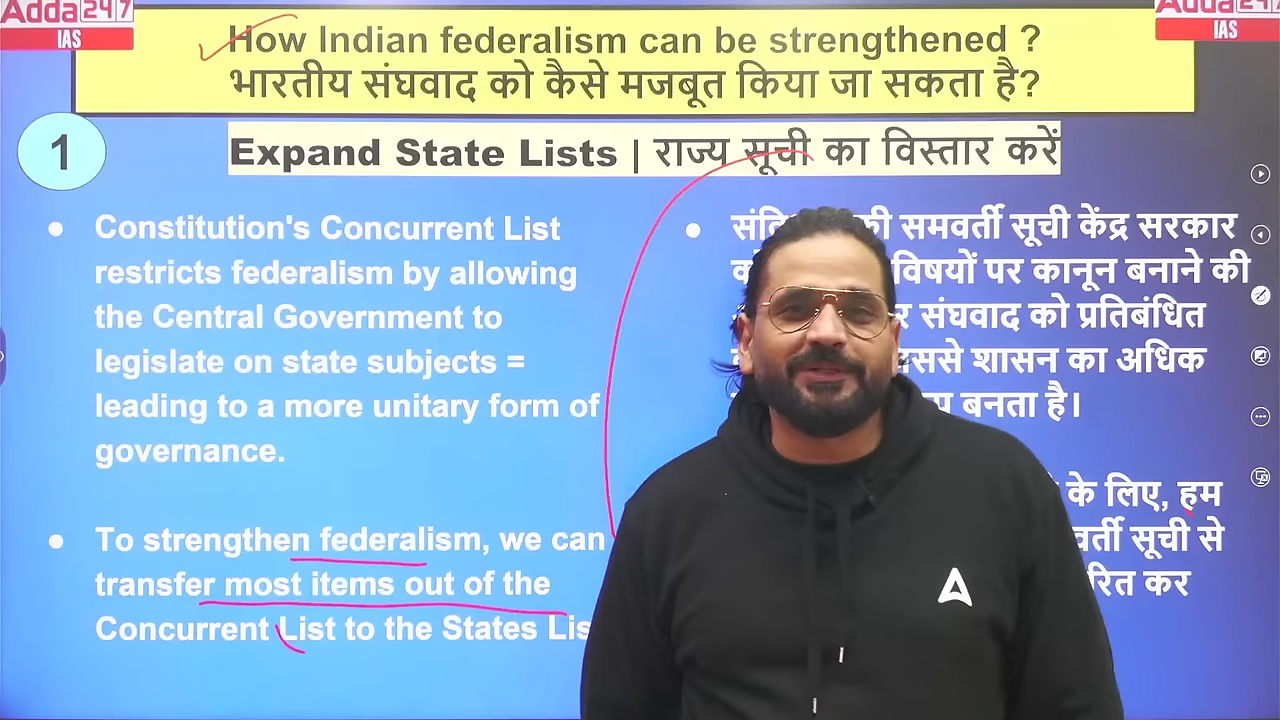 Adda247
IAS
Adda247
IAS
How Indian federalism can be strengthened ?
भारतीय संघवाद को कैसे मजबूत किया जा सकता है?
1
Expand State Lists | राज्य सूची का विस्तार करें
● Constitution's Concurrent List
restricts federalism by allowing
the Central Government to
legislate on state subjects =
leading to a more unitary form of
governance.
● To strengthen federalism, we can
transfer most items out of the
Concurrent List to the States Lis
● की समवर्ती सूची केंद्र सरकार
विषयों पर कानून बनाने की
संघवाद को प्रतिबंधित
शासन का अधिक
बनता है।
के लिए, हम
सूची से
कर
A